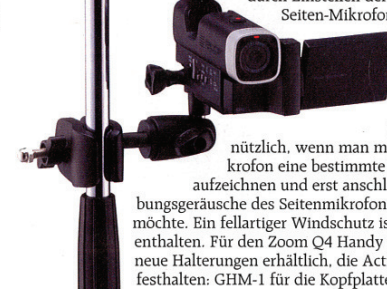 durch Einstellen de
Seiten-Mikrofo
nützlich, wenn man m
krofon eine bestimmte
aufzeichnen und erst anschl
bungsgeräusche des Seitenmikrofon
möchte. Ein fellartiger Windschutz is
enthalten. Für den Zoom Q4 Handy
neue Halterungen erhältlich, die Act
festhalten: GHM-1 für die Kopfplatte